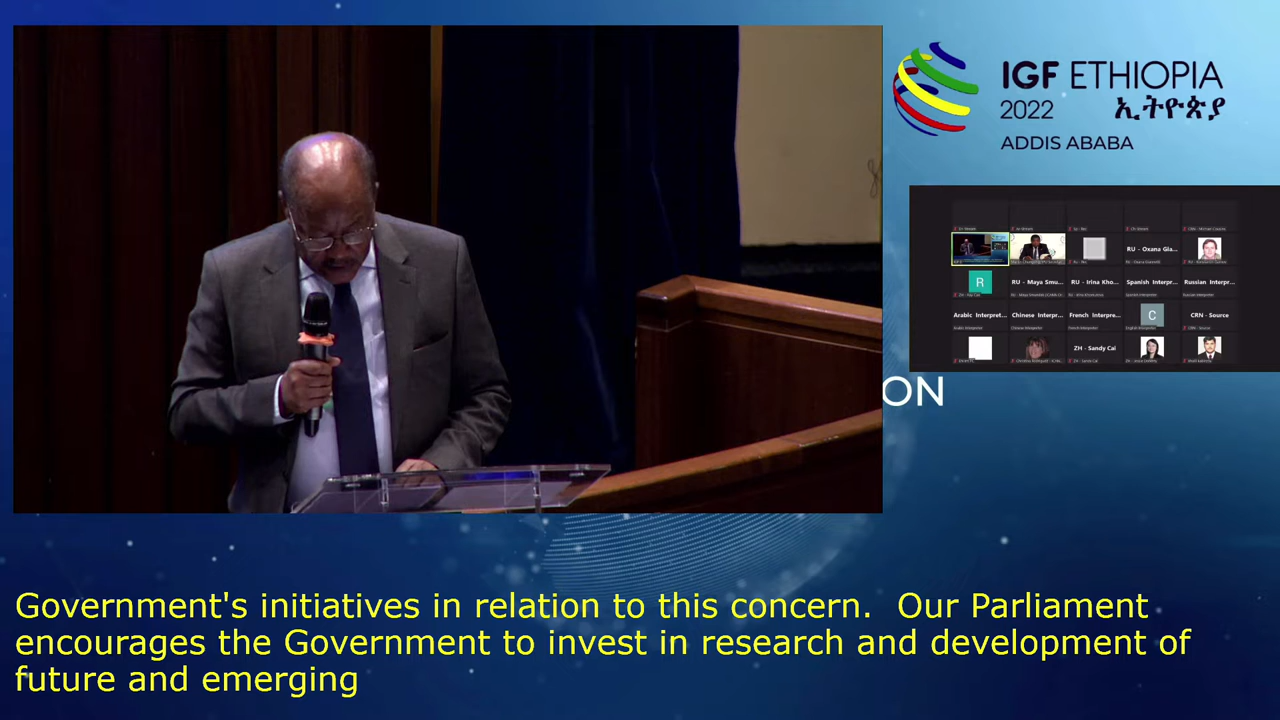 IGF ETHIOPIA
2022 ኢትዮጵያ
ADDIS ABABA
RU - Oxana Gia...
R
RU - Maya Smu...
RU - Irina Kho...
Spanish Interpr...
Russian Interpr...
Arabic Interpret...
Chinese Interpr...
French Interpre...
C
CRN - Source
ZH - Sandy Cai
ON
Government's initiatives in relation to this concern. Our Parliament
encourages the Government to invest in research and development of
future and emerging